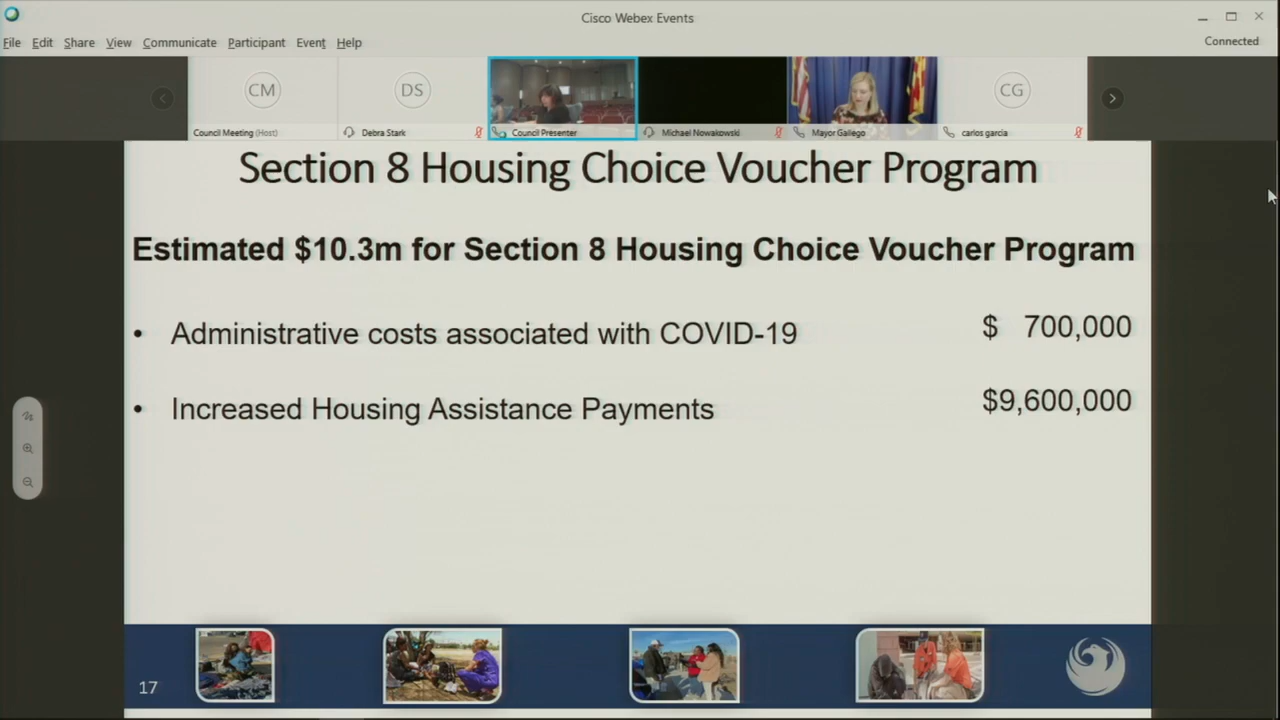 Cisco Webex Events
File Edit Share View Communicate Participant Event Help
Connected
CM
DS
CG
Council Meeting (Host)
Debra Stark
Council Presenter
Michael Nowakowski
Mayor Gallego
carlos garcia
Section 8 Housing Choice Voucher Program
Estimated $10.3m for Section 8 Housing Choice Voucher Program
• Administrative costs associated with COVID-19 $ 700,000
• Increased Housing Assistance Payments $9,600,000
17